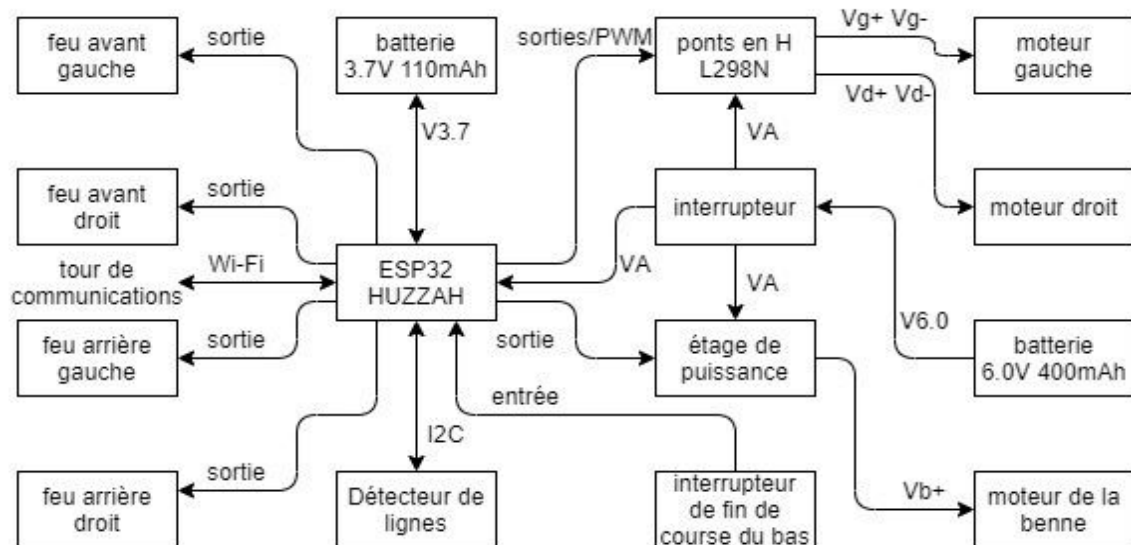 feu avant
gauche
sortie
batterie
3.7V 110mAh
sorties/PWM
ponts en H
L298N
Vg+ Vg-
moteur
gauche
V3.7
VA
Vd+ Vd-
feu avant
droit
sortie
interrupteur
moteur droit
tour de
communications
Wi-Fi
ESP32
HUZZAH
VA
VA
feu arrière
gauche
sortie
sortie
étage de
puissance
V6.0
batterie
6.0V 400mAh
entrée
I2C
feu arrière
droit
sortie
Détecteur de
lignes
interrupteur
de fin de
course du bas
Vb+
moteur de la
benne